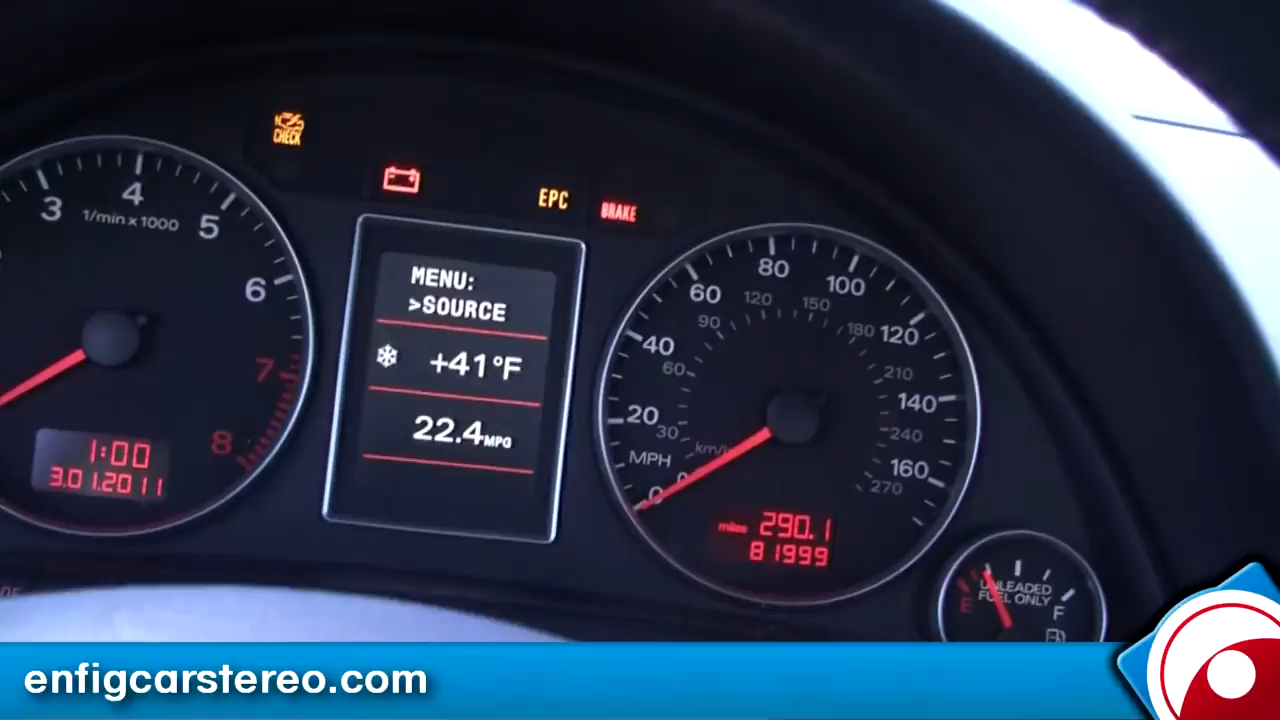 CHECK
EPC
BRAKE
3
4
5
6
7
8
1/min x 1000
1:00
3.01.2011
MENU:
>SOURCE
+41°F
22.4MPG
0
20
40
60
80
100
120
140
160
MPH
30
60
90
120
150
180
210
240
270
km/h
miles 290.1
81999
UNLEADED
FUEL ONLY
E
F
enfigcarstereo.com